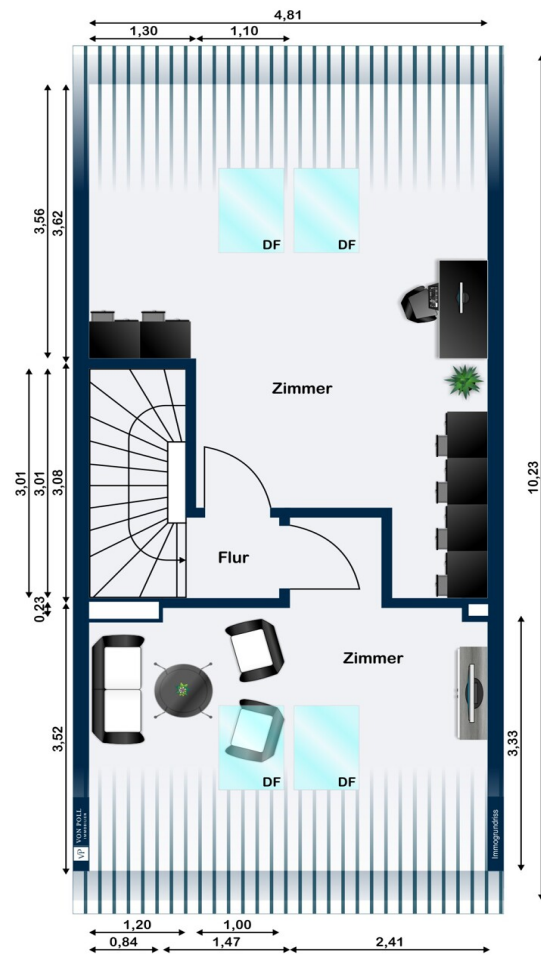 4,81
1,30
1,10
3,56
3,62
DF
DF
Zimmer
10,23
3,01
3,01
3,08
Flur
0,23
Zimmer
3,52
3,33
DF
DF
VP VON POLL
IMMOBILIEN
Immogrundriss
1,20
1,00
0,84
1,47
2,41